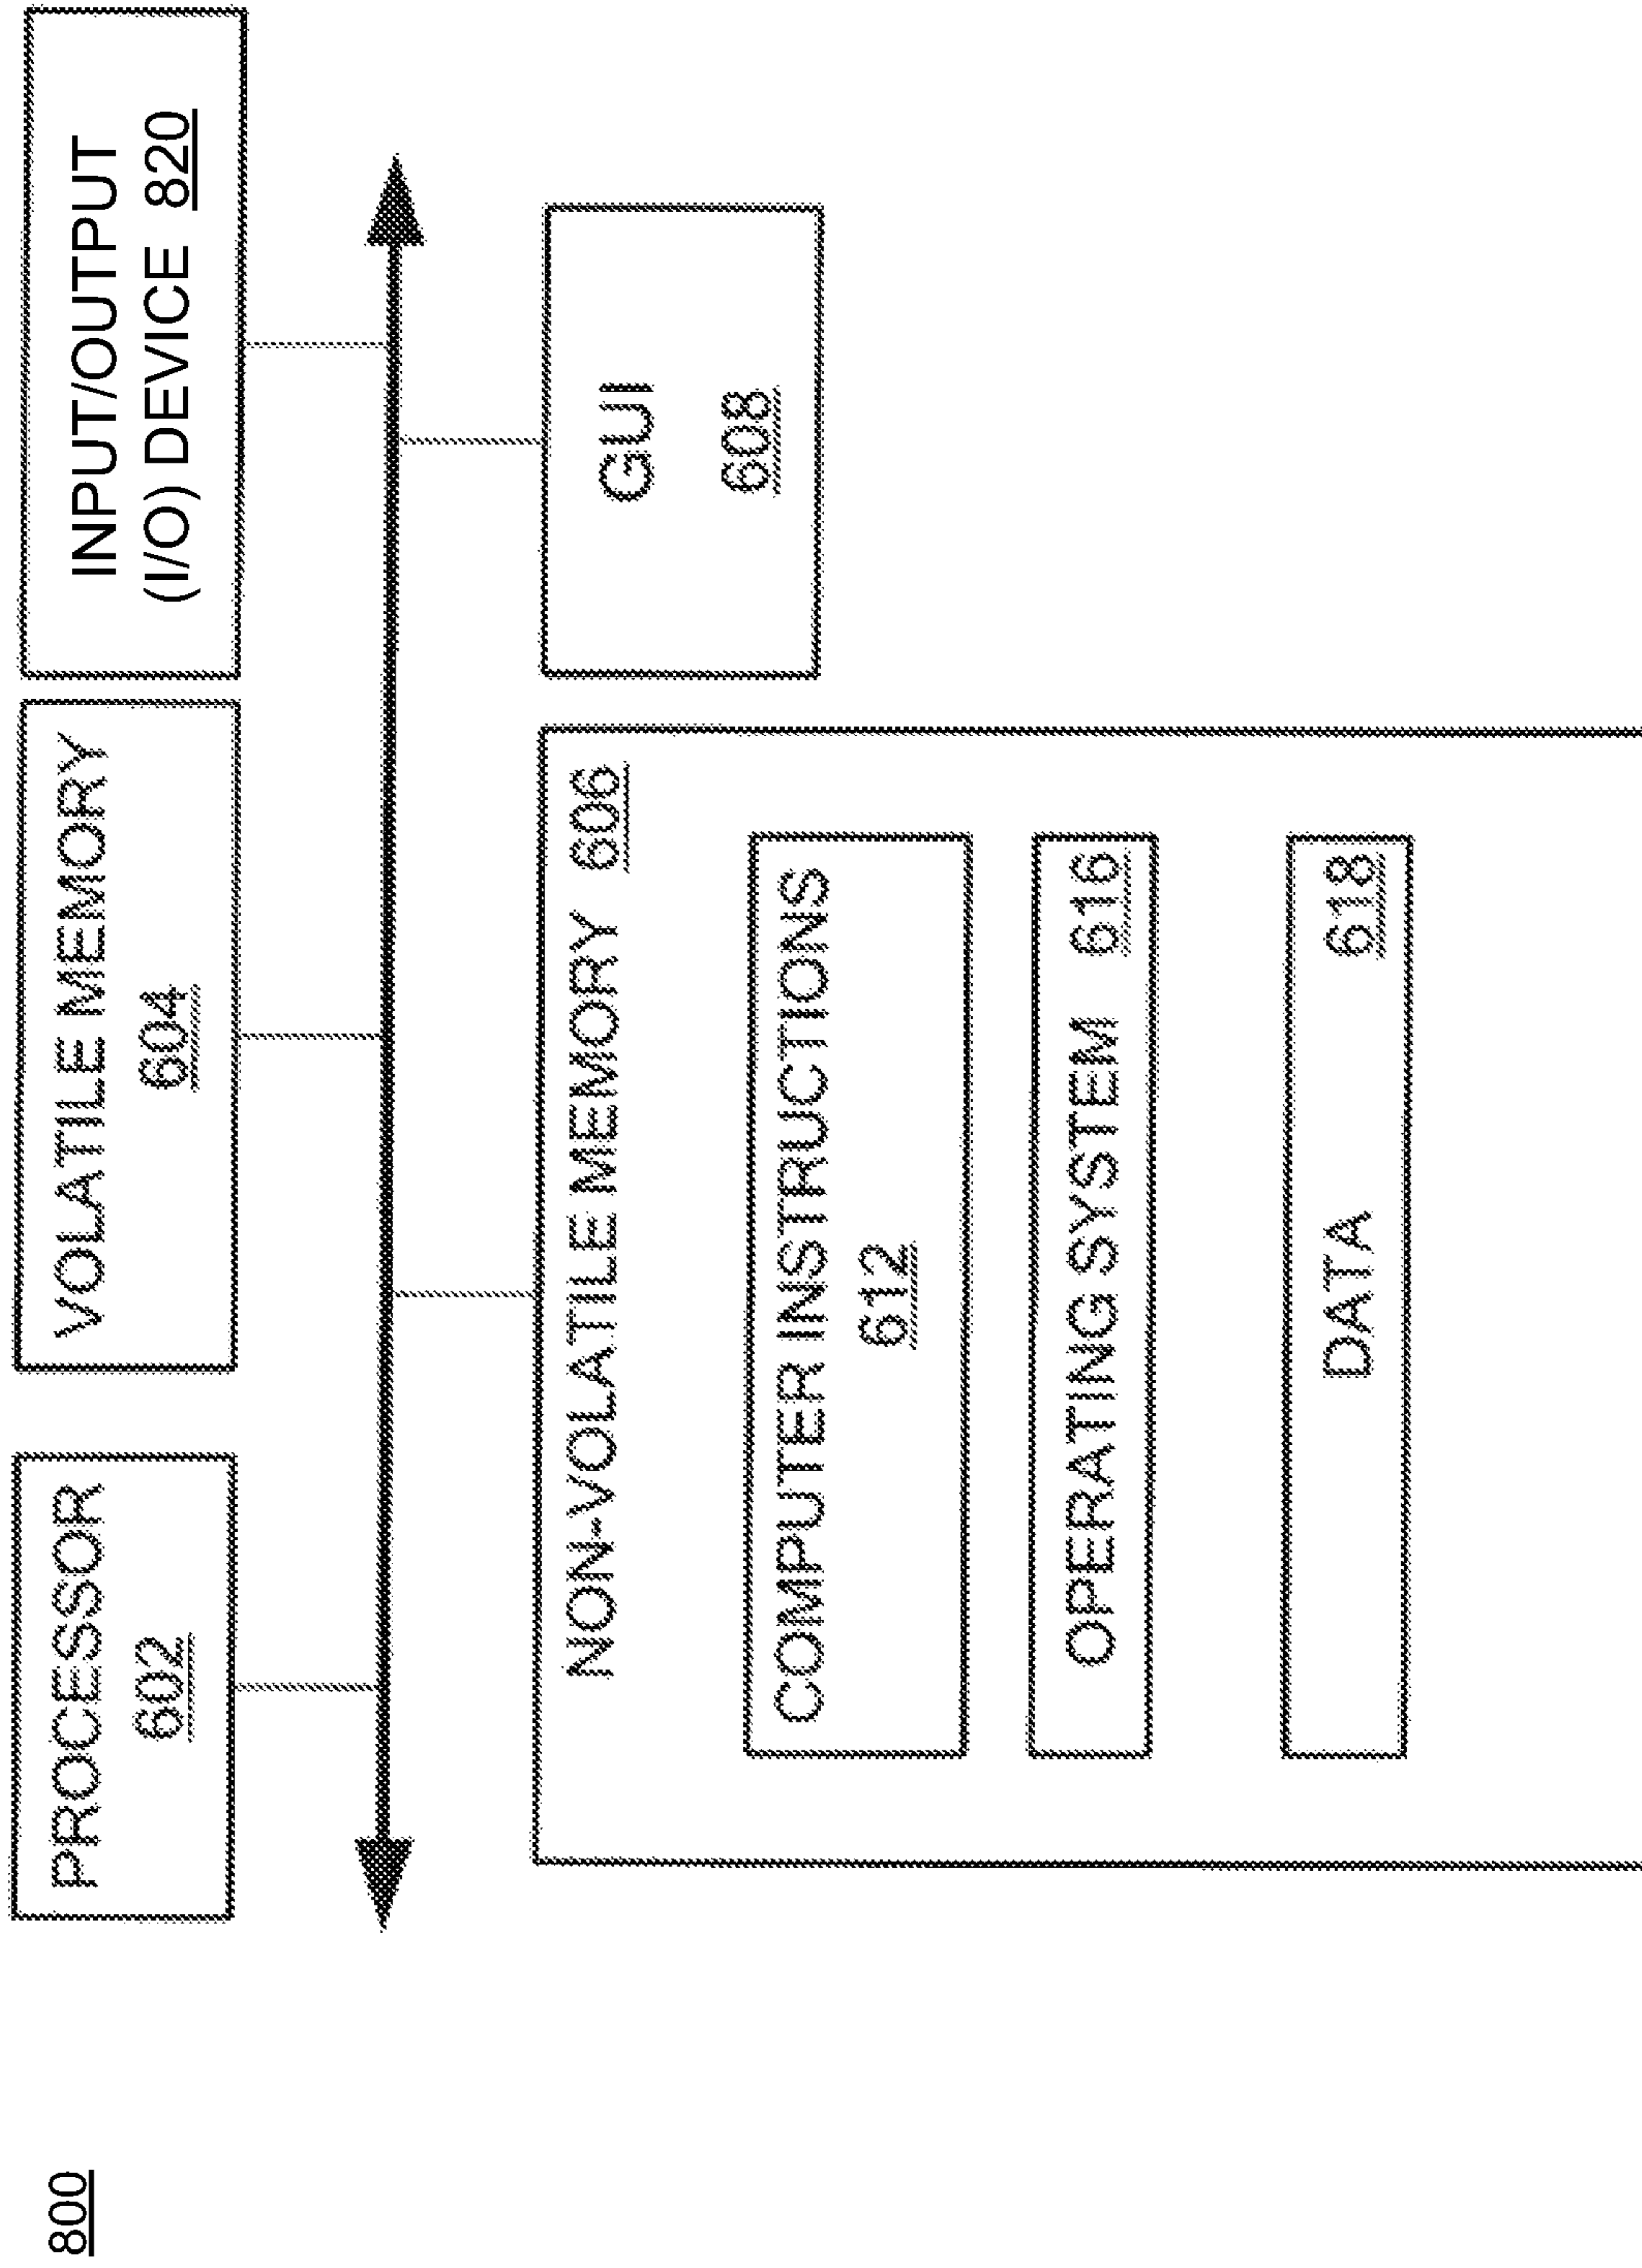 800
PROCESSOR
602
VOLATILE MEMORY
604
INPUT/OUTPUT
(I/O) DEVICE 820
NON-VOLATILE MEMORY 606
COMPUTER INSTRUCTIONS
612
OPERATING SYSTEM 616
DATA 618
GUI
608